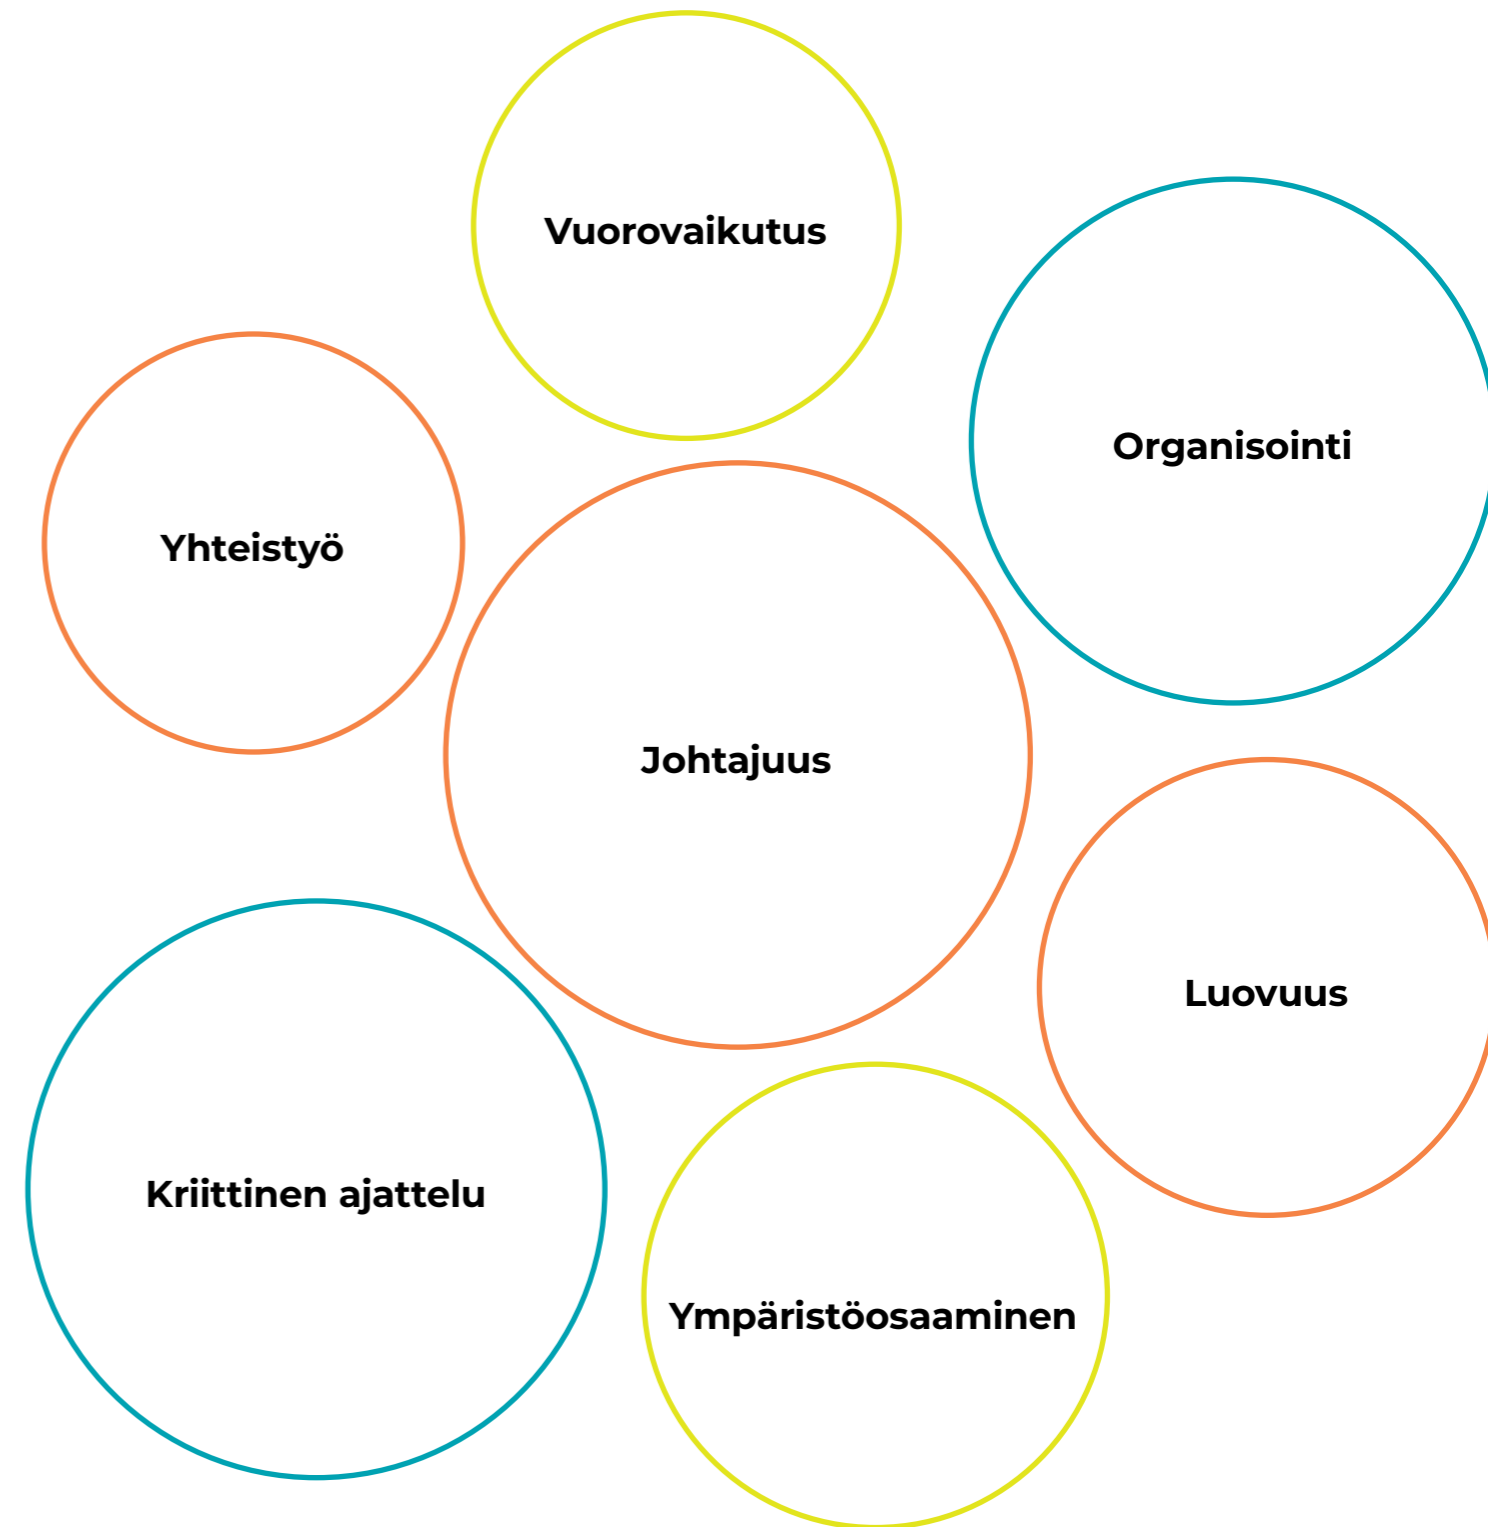 Vuorovaikutus
Organisointi
Yhteistyö
Johtajuus
Luovuus
Kriittinen ajattelu
Ympäristöosaaminen